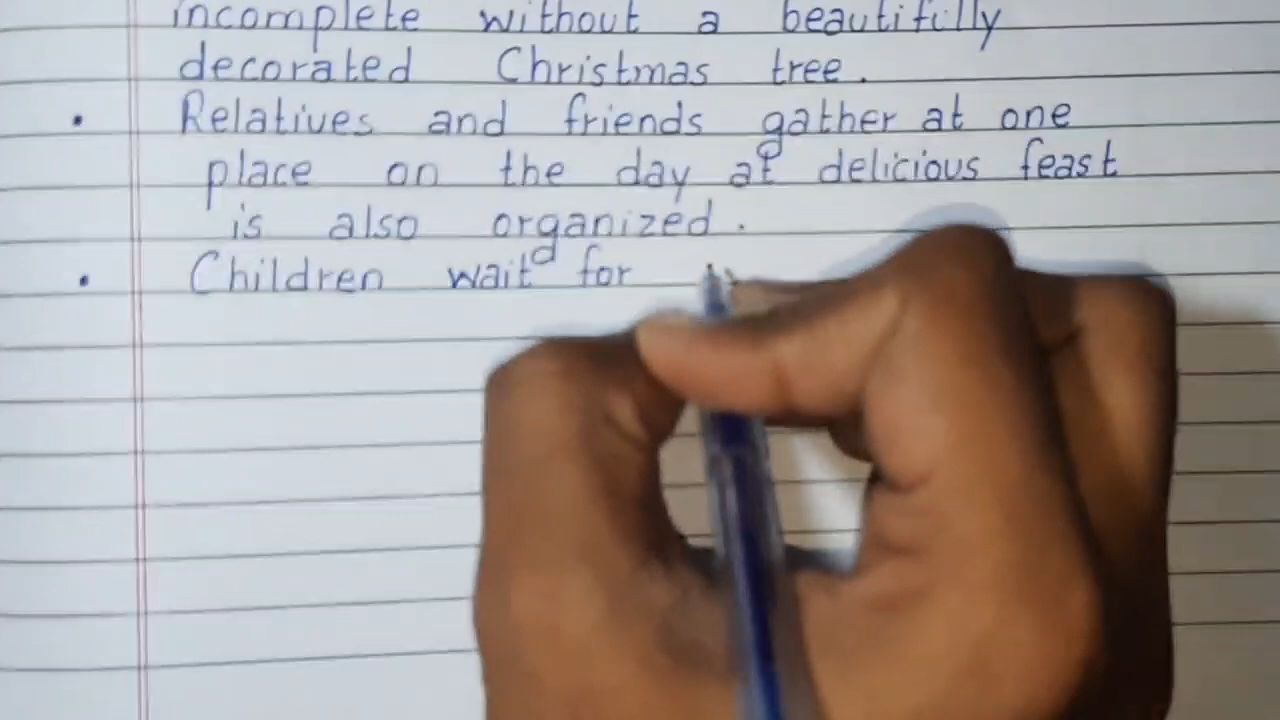 incomplete without a beautifully
decorated Christmas tree.
• Relatives and friends gather at one
place on the day at delicious feast
is also organized.
• Children wait for